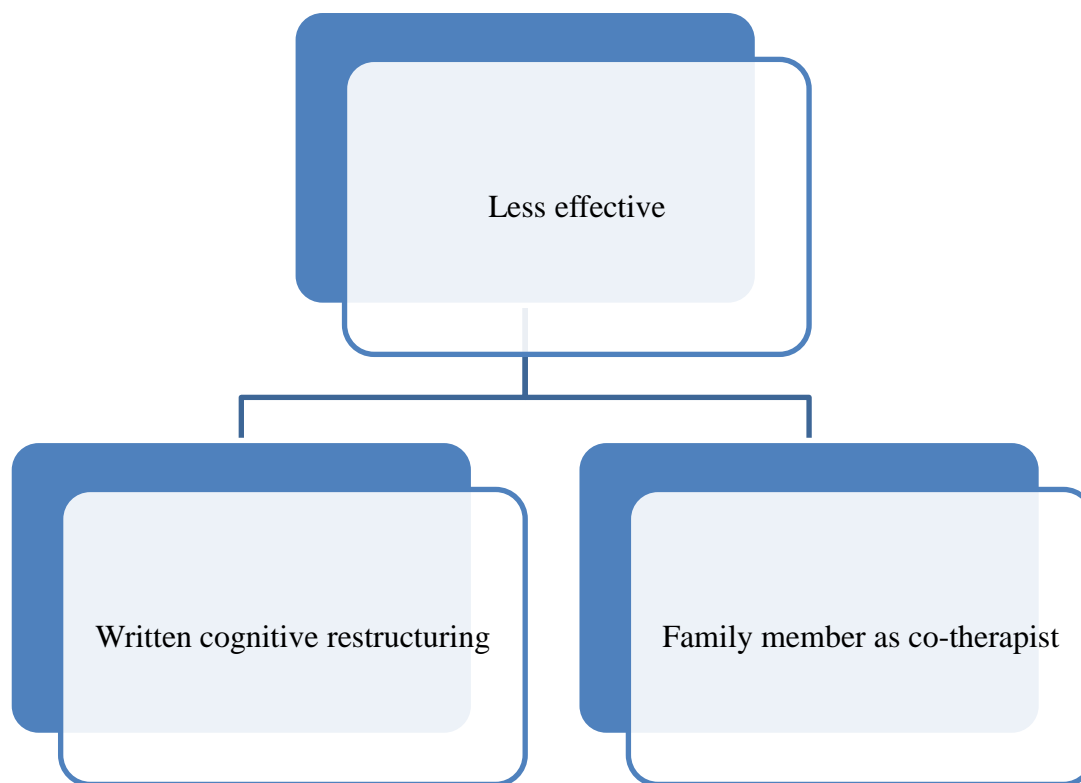 Less effective
Written cognitive restructuring
Family member as co-therapist